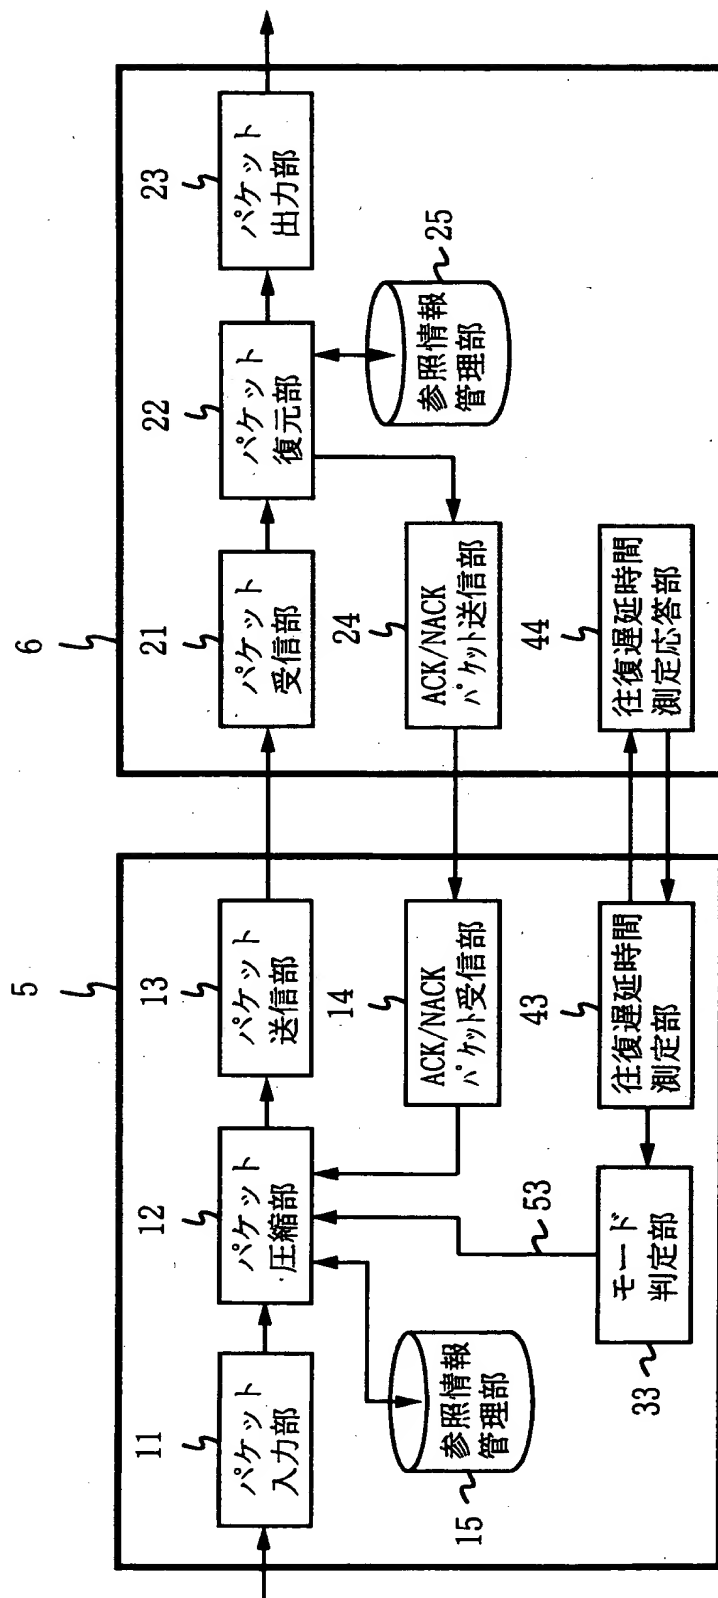 5
6
11
パケット
入力部
12
パケット
圧縮部
13
パケット
送信部
21
パケット
受信部
22
パケット
復元部
23
パケット
出力部
15
参照情報
管理部
14
ACK/NACK
パケット受信部
24
ACK/NACK
パケット送信部
25
参照情報
管理部
53
33
モード
判定部
43
往復遅延時間
測定部
44
往復遅延時間
測定応答部